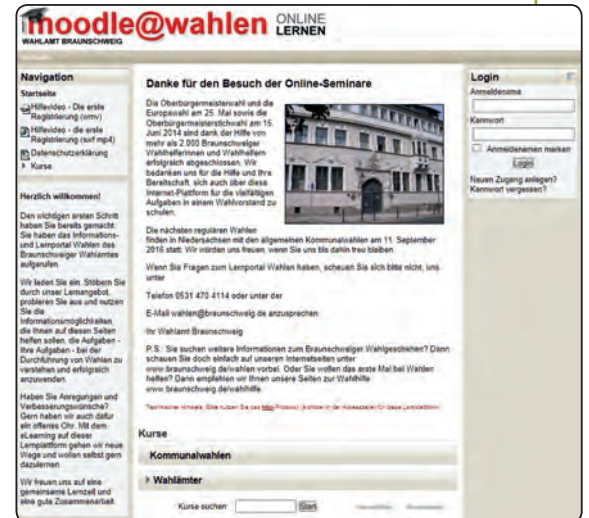 moodle@wahlen ONLINE
LERNEN
WAHLAMT BRAUNSCHWEIG
Navigation
Startseite
Hilfevideo - Die erste
Registrierung (wmv)
Hilfevideo - die erste
Registrierung (swf mp4)
Datenschutzerklärung
Kurse
Herzlich willkommen!
Den wichtigen ersten Schritt
haben Sie bereits gemacht:
Sie haben das Informations-
und Lernportal Wahlen des
Braunschweiger Wahlamtes
aufgerufen.
Wir laden Sie ein: Stöbern Sie
durch unser Lernangebot,
probieren Sie aus und nutzen
Sie die
Informationsmöglichkeiten,
die Ihnen auf diesen Seiten
helfen sollen, die Aufgaben -
Ihre Aufgaben - bei der
Durchführung von Wahlen zu
verstehen und erfolgreich
anzuwenden.
Haben Sie Anregungen und
Verbesserungswünsche?
Gern haben wir auch dafür
ein offenes Ohr. Mit dem
eLearning auf dieser
Lernplattform gehen wir neue
Wege und wollen selbst gern
dazulernen.
Wir freuen uns auf eine
gemeinsame Lernzeit und
eine gute Zusammenarbeit.
Danke für den Besuch der Online-Seminare
Die Oberbürgermeisterwahl und die
Europawahl am 25. Mai sowie die
Oberbürgermeisterstichwahl am 15.
Juni 2014 sind dank der Hilfe von
mehr als 2.000 Braunschweiger
Wahlhelferinnen und Wahlhelfern
erfolgreich abgeschlossen. Wir
bedanken uns für die Hilfe und Ihre
Bereitschaft, sich auch über diese
Internet-Plattform für die vielfältigen
Aufgaben in einem Wahlvorstand zu
schulen.
Die nächsten regulären Wahlen
finden in Niedersachsen mit den allgemeinen Kommunalwahlen am 11. September
2016 statt. Wir würden uns freuen, wenn Sie uns bis dahin treu bleiben.
Wenn Sie Fragen zum Lernportal Wahlen haben, scheuen Sie sich bitte nicht, uns
unter
Telefon 0531 470 4114 oder unter der
E-Mail wahlen@braunschweig.de anzusprechen.
Ihr Wahlamt Braunschweig
P.S.: Sie suchen weitere Informationen zum Braunschweiger Wahlgeschehen? Dann
schauen Sie doch einfach auf unseren Internetseiten unter
www.braunschweig.de/wahlen vorbei. Oder Sie wollen das erste Mal bei Wahlen
helfen? Dann empfehlen wir Ihnen unsere Seiten zur Wahlhilfe
www.braunschweig.de/wahlhilfe.
Technischer Hinweis: Bitte nutzen Sie das http-Protokoll (sichtbar in der Adresszeile) für diese Lernplattform.
Kurse
Kommunalwahlen
Wahlämter
Kurse suchen: Start
Login
Anmeldename
Kennwort
Anmeldenamen merken
Login
Neuen Zugang anlegen?
Kennwort vergessen?